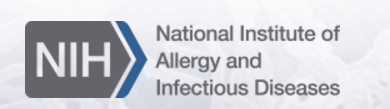 NIH
National Institute of
Allergy and
Infectious Diseases